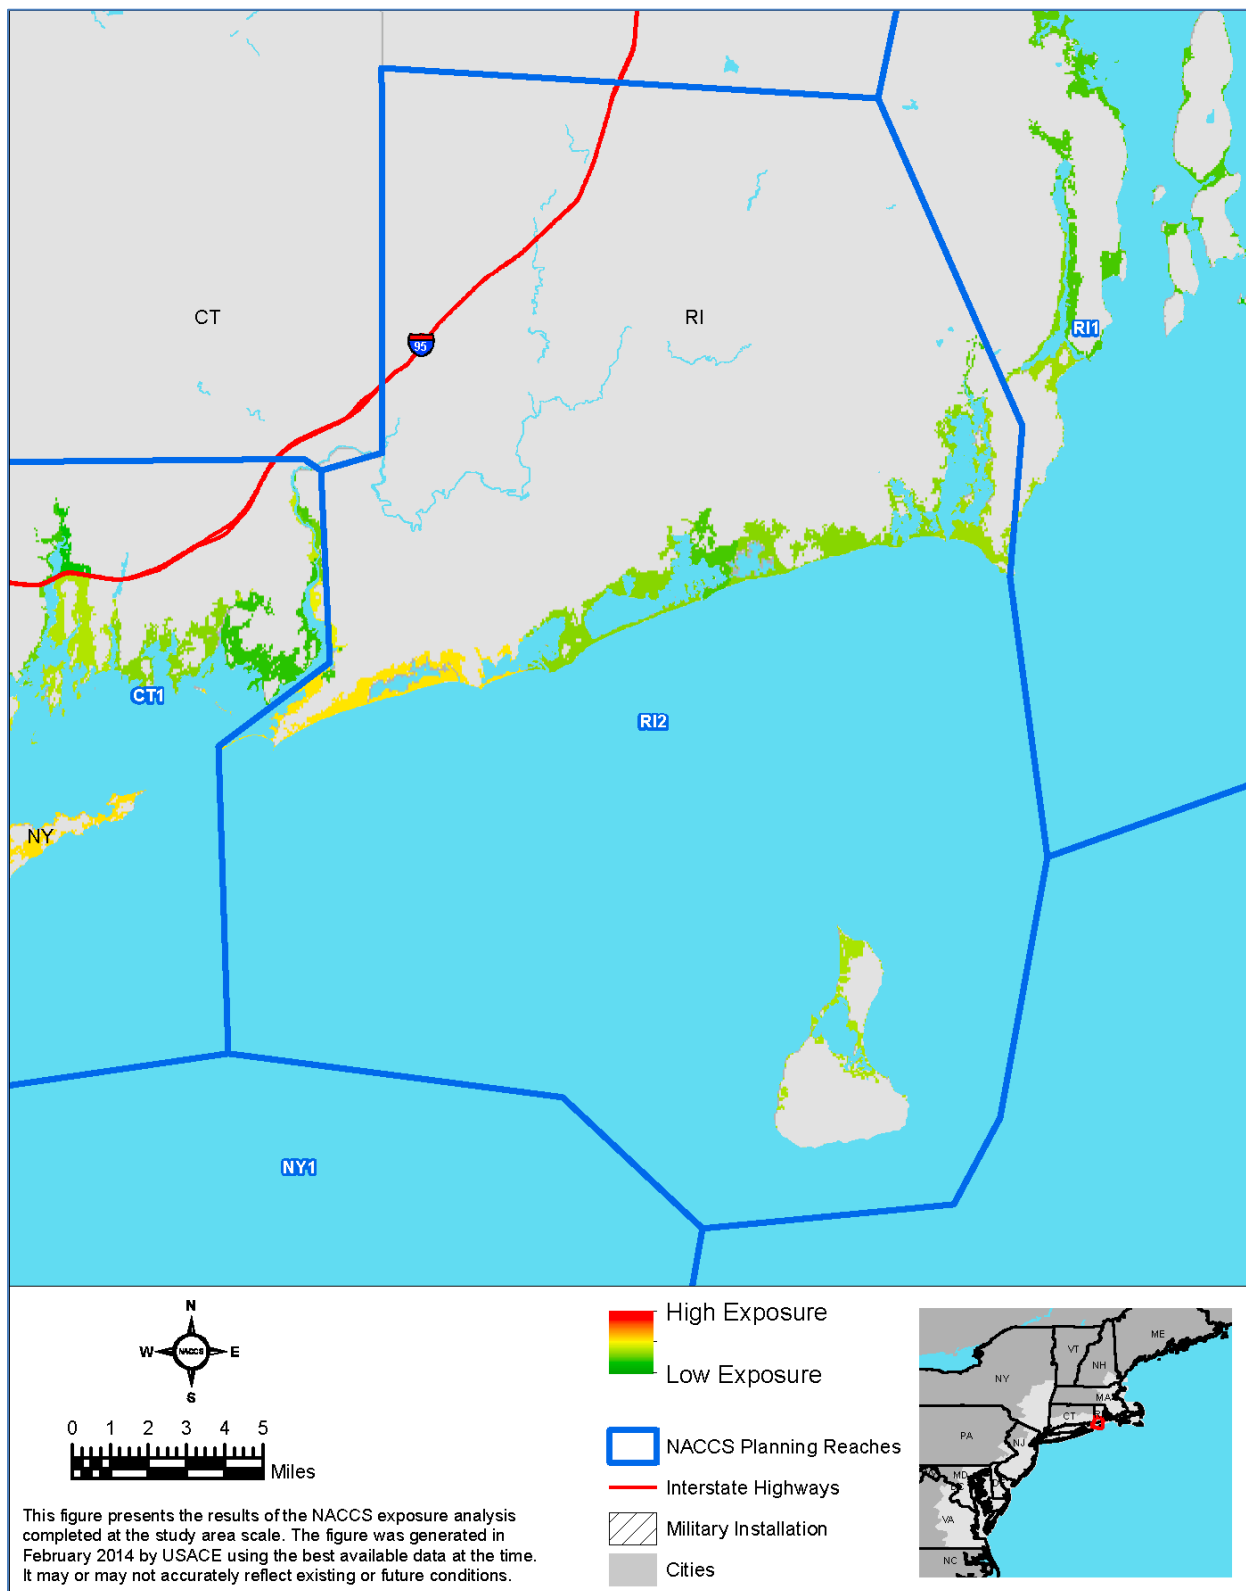 CT
RI
95
RI1
CT1
RI2
NY
NY1
N
W NACCS E
S
0 1 2 3 4 5
Miles
This figure presents the results of the NACCS exposure analysis
completed at the study area scale. The figure was generated in
February 2014 by USACE using the best available data at the time.
It may or may not accurately reflect existing or future conditions.
High Exposure
Low Exposure
NACCS Planning Reaches
Interstate Highways
Military Installation
Cities
ME
VT
NH
NY
MA
CT
PA
NJ
MD
VA
NC